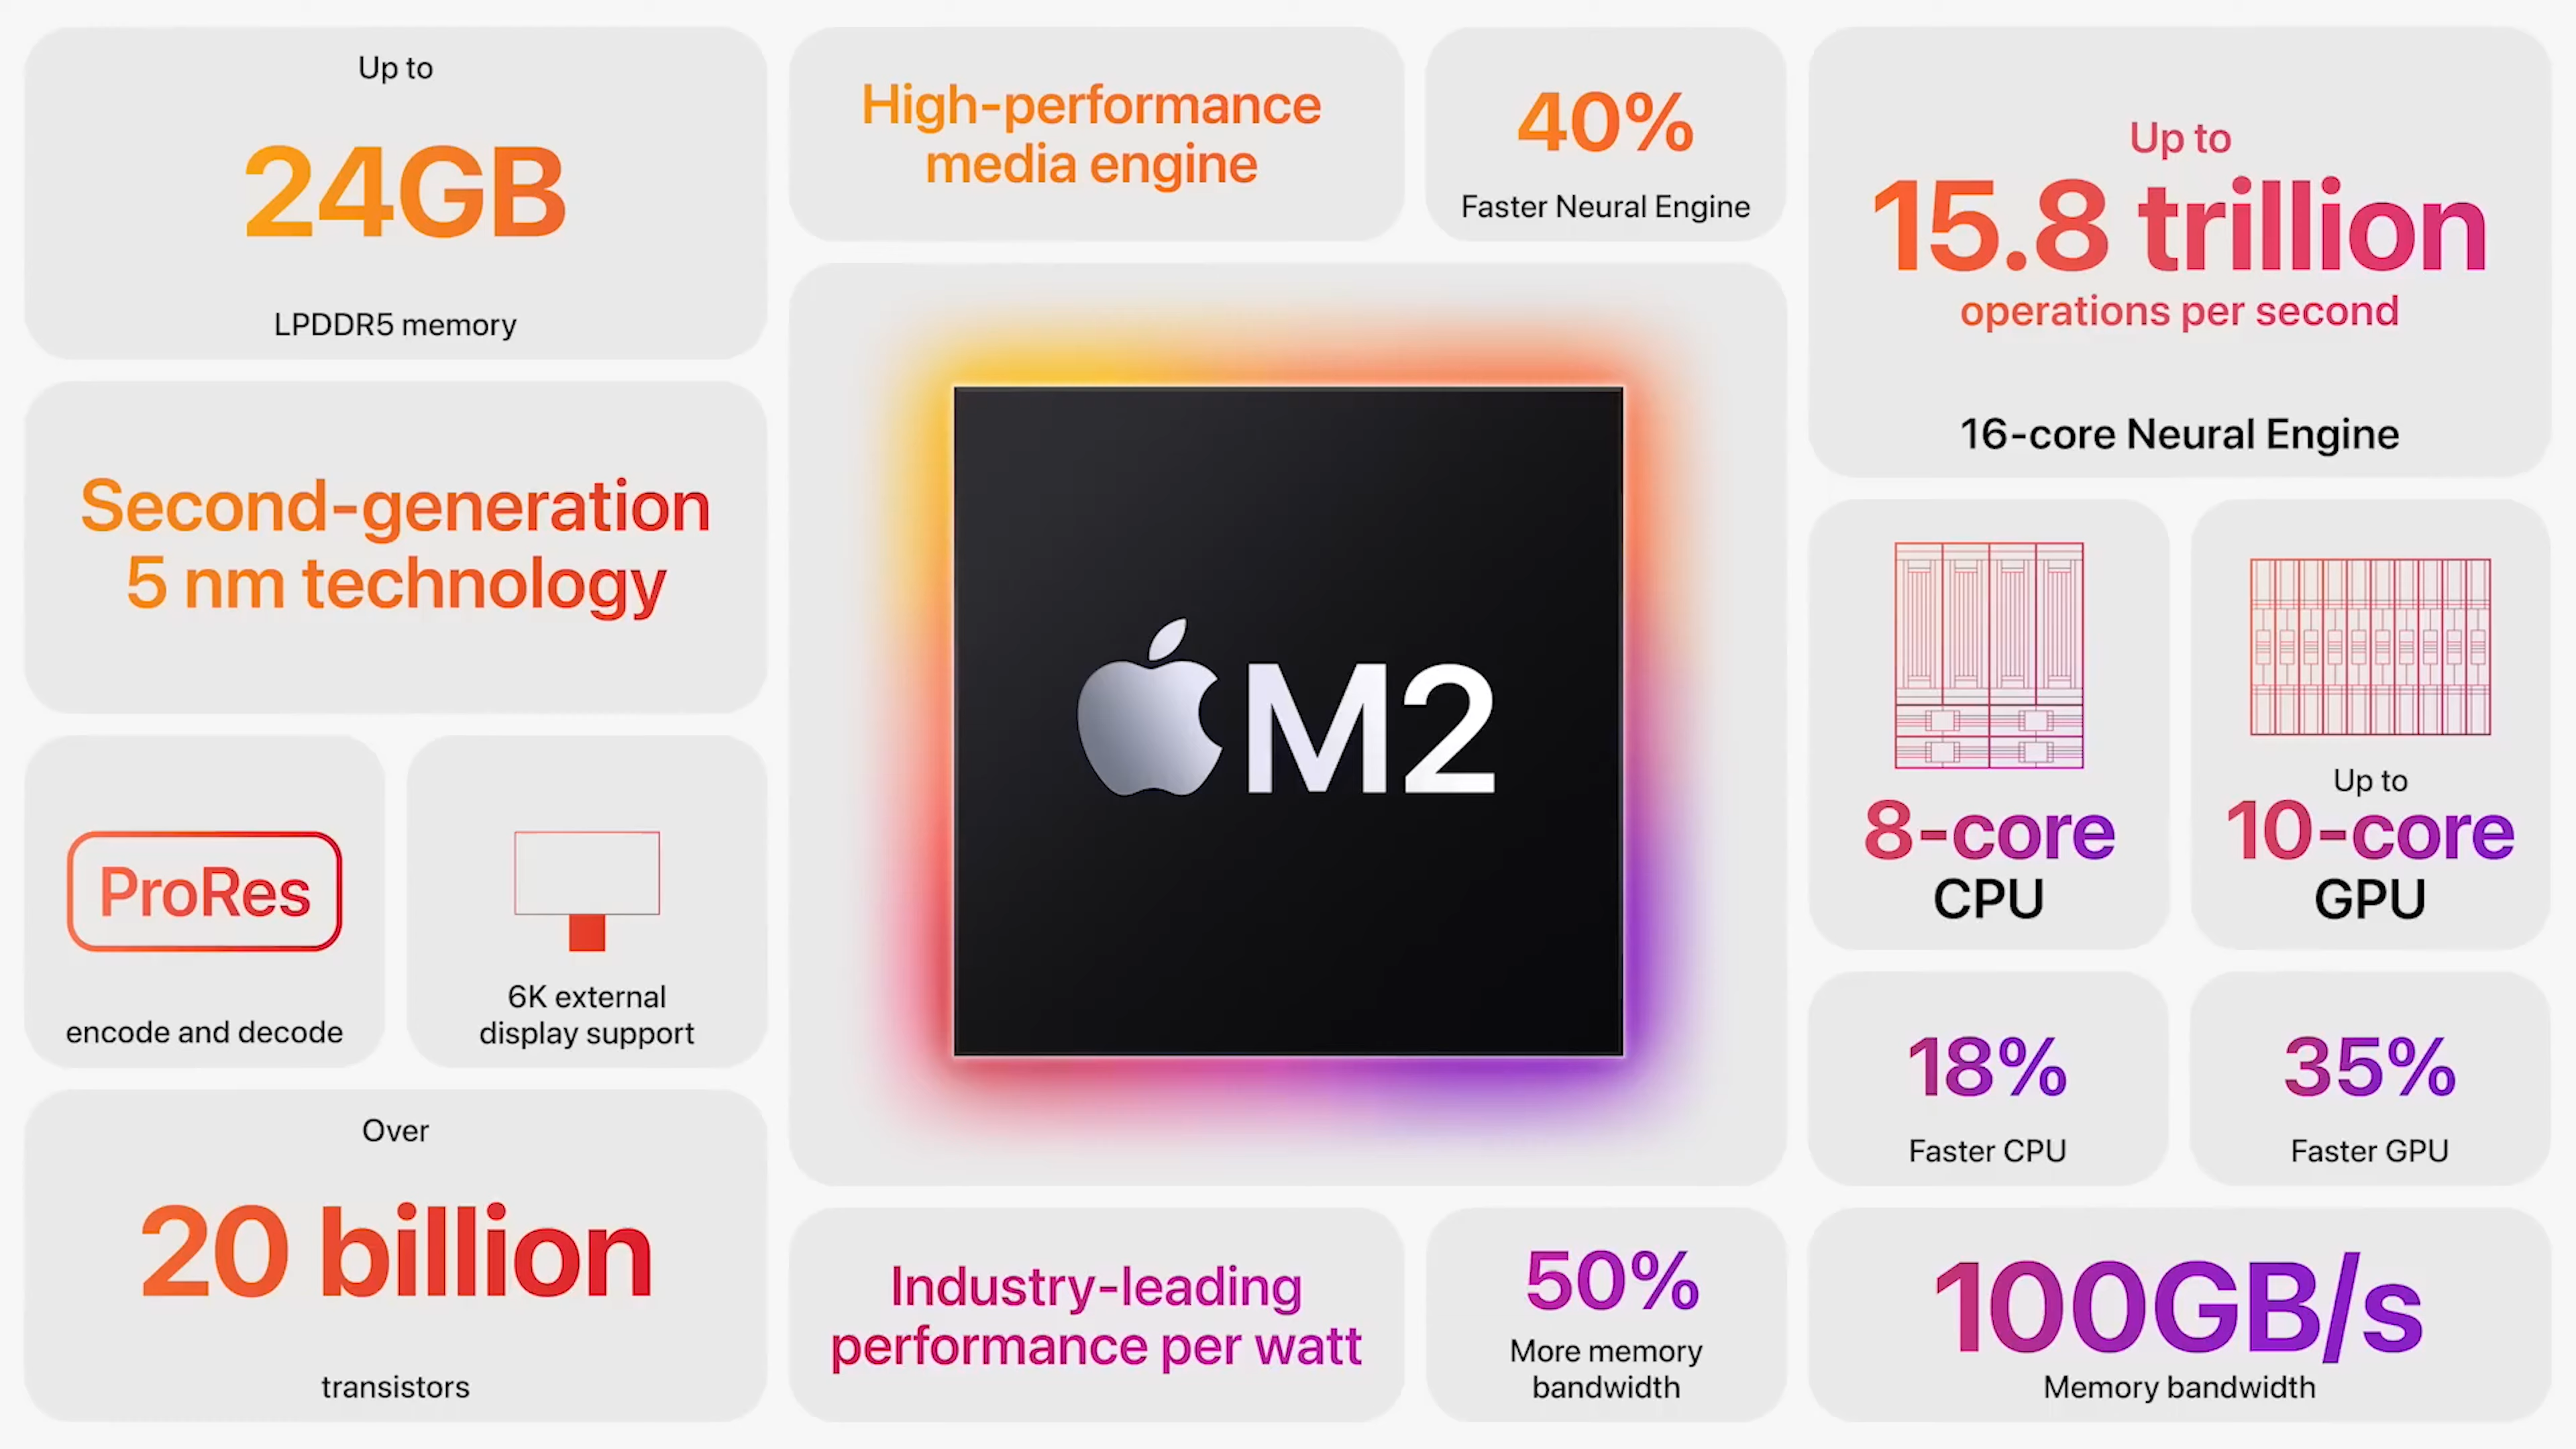 Up to
24GB
LPDDR5 memory
High-performance
media engine
40%
Faster Neural Engine
Up to
15.8 trillion
operations per second
16-core Neural Engine
Second-generation
5 nm technology
M2
8-core
CPU
Up to
10-core
GPU
ProRes
encode and decode
6K external
display support
18%
Faster CPU
35%
Faster GPU
Over
20 billion
transistors
Industry-leading
performance per watt
50%
More memory
bandwidth
100GB/s
Memory bandwidth